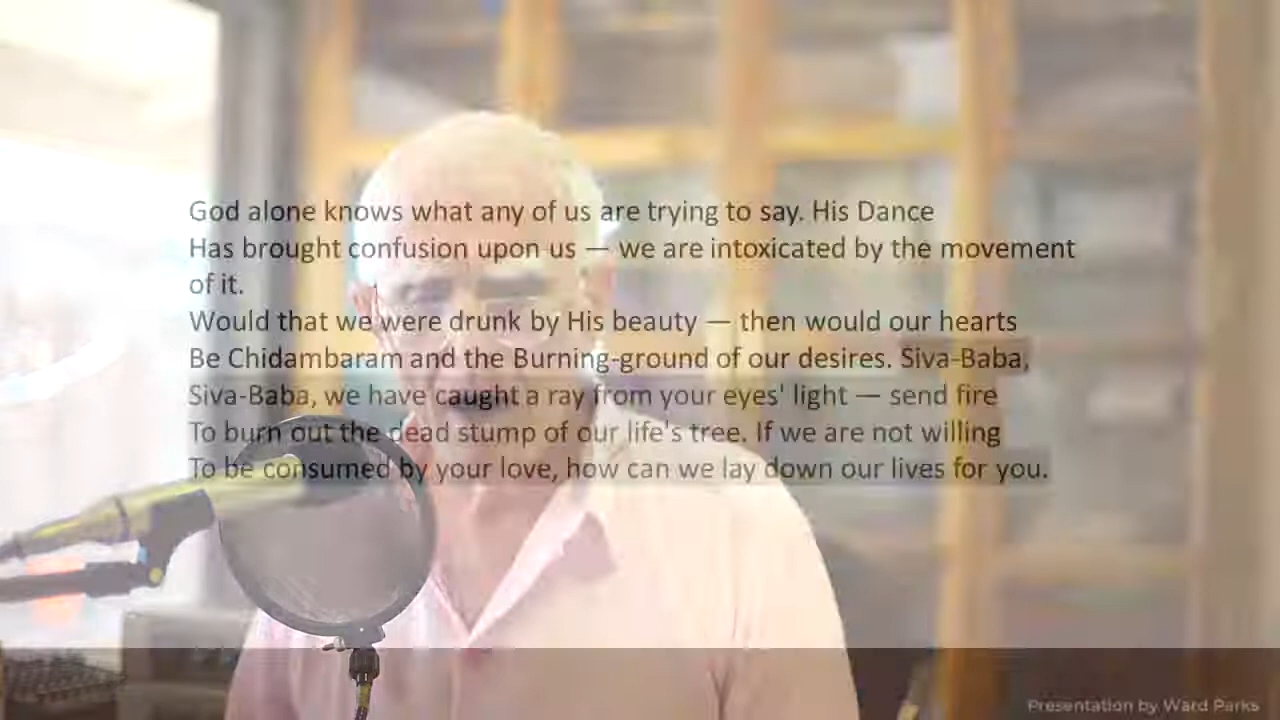 God alone knows what any of us are trying to say. His Dance
Has brought confusion upon us — we are intoxicated by the movement
of it.
Would that we were drunk by His beauty — then would our hearts
Be Chidambaram and the Burning-ground of our desires. Siva-Baba,
Siva-Baba, we have caught a ray from your eyes' light — send fire
To burn out the dead stump of our life's tree. If we are not willing
To be consumed by your love, how can we lay down our lives for you.
Presentation by Ward Parks